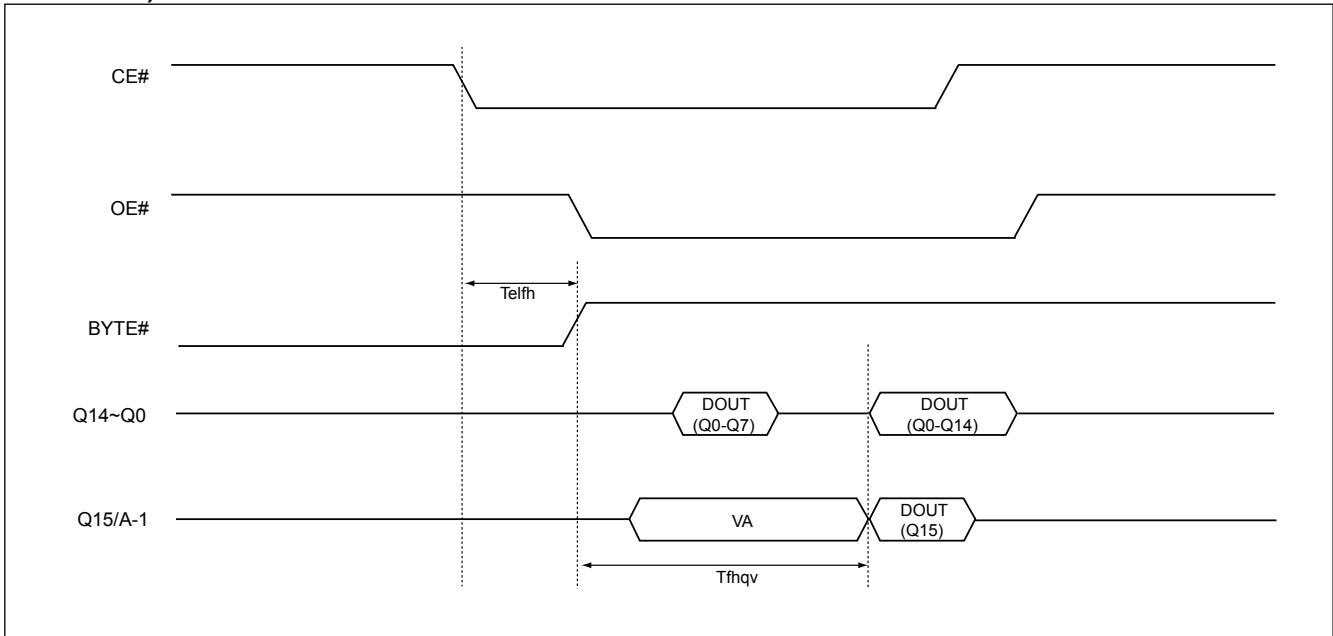 CE#
OE#
Telfh
BYTE#
Q14~Q0
DOUT
(Q0-Q7)
DOUT
(Q0-Q14)
Q15/A-1
VA
DOUT
(Q15)
Tfhqv